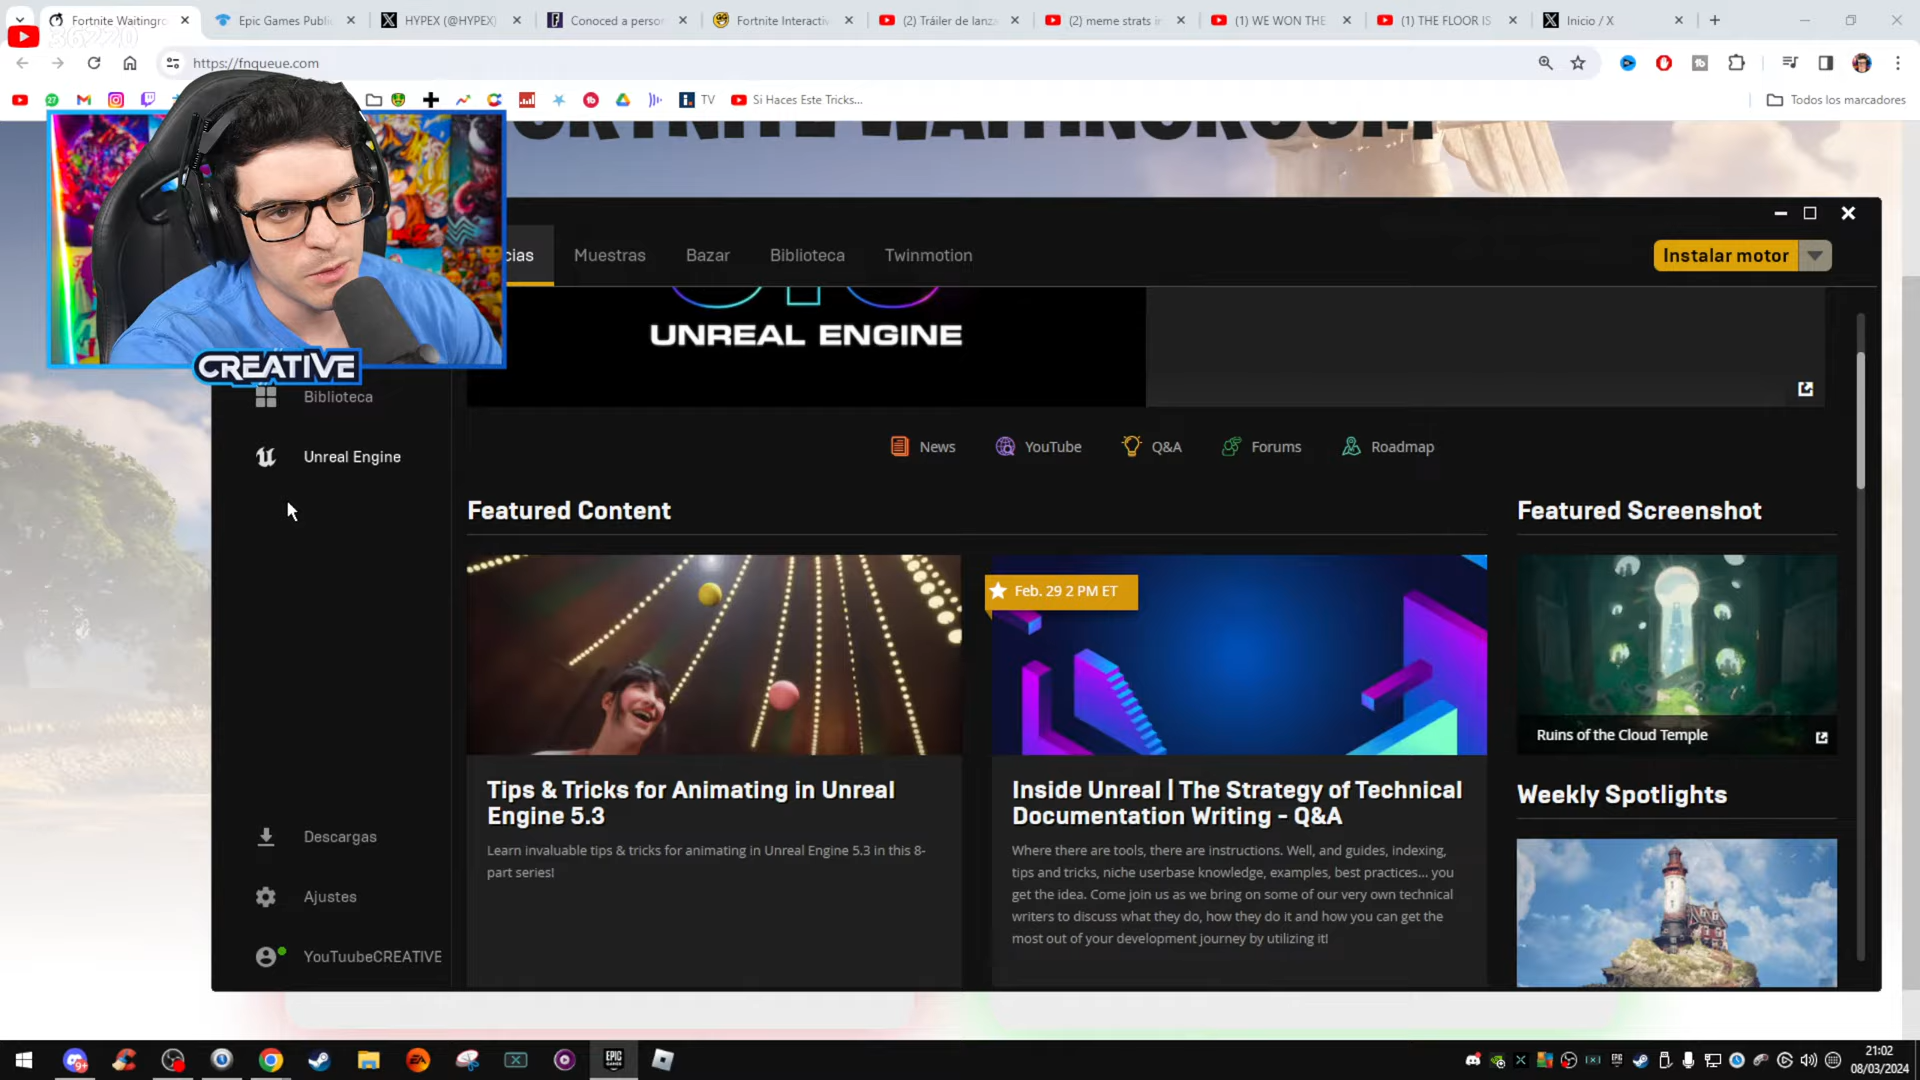 Fortnite Waitingro
Epic Games Public
HYPEX (@HYPEX)
Conoced a person
Fortnite Interactiv
(2) Tráiler de lanza
(2) meme strats in
(1) WE WON THE
(1) THE FLOOR IS
Inicio / X
36220
https://fnqueue.com
TV
Si Haces Este Tricks...
Todos los marcadores
FORTNITE WAITINGROOM
cias
Muestras
Bazar
Biblioteca
Twinmotion
Instalar motor
UNREAL ENGINE
CREATIVE
Biblioteca
Unreal Engine
News
YouTube
Q&A
Forums
Roadmap
Featured Content
Featured Screenshot
Feb. 29 2 PM ET
Ruins of the Cloud Temple
Tips & Tricks for Animating in Unreal
Engine 5.3
Learn invaluable tips & tricks for animating in Unreal Engine 5.3 in this 8-
part series!
Inside Unreal | The Strategy of Technical
Documentation Writing - Q&A
Where there are tools, there are instructions. Well, and guides, indexing,
tips and tricks, niche userbase knowledge, examples, best practices... you
get the idea. Come join us as we bring on some of our very own technical
writers to discuss what they do, how they do it and how you can get the
most out of your development journey by utilizing it!
Weekly Spotlights
Descargas
Ajustes
YouTuubeCREATIVE
EPIC
GAMES
21:02
08/03/2024